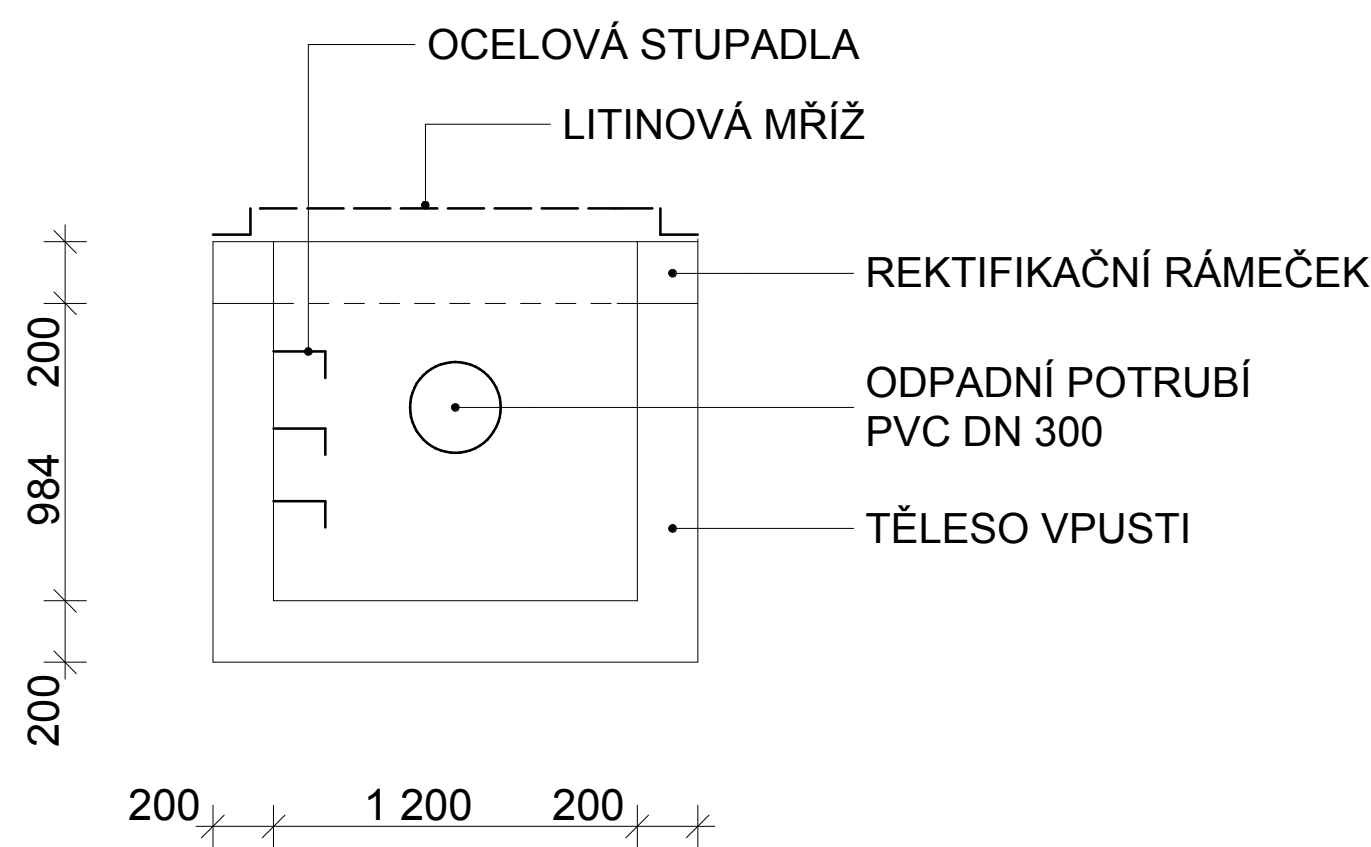 OCELOVÁ STUPADLA
LITINOVÁ MŘÍŽ
REKTIFIKAČNÍ RÁMEČEK
ODPADNÍ POTRUBÍ
PVC DN 300
TĚLESO VPUSTI
200
984
200
200
1 200
200